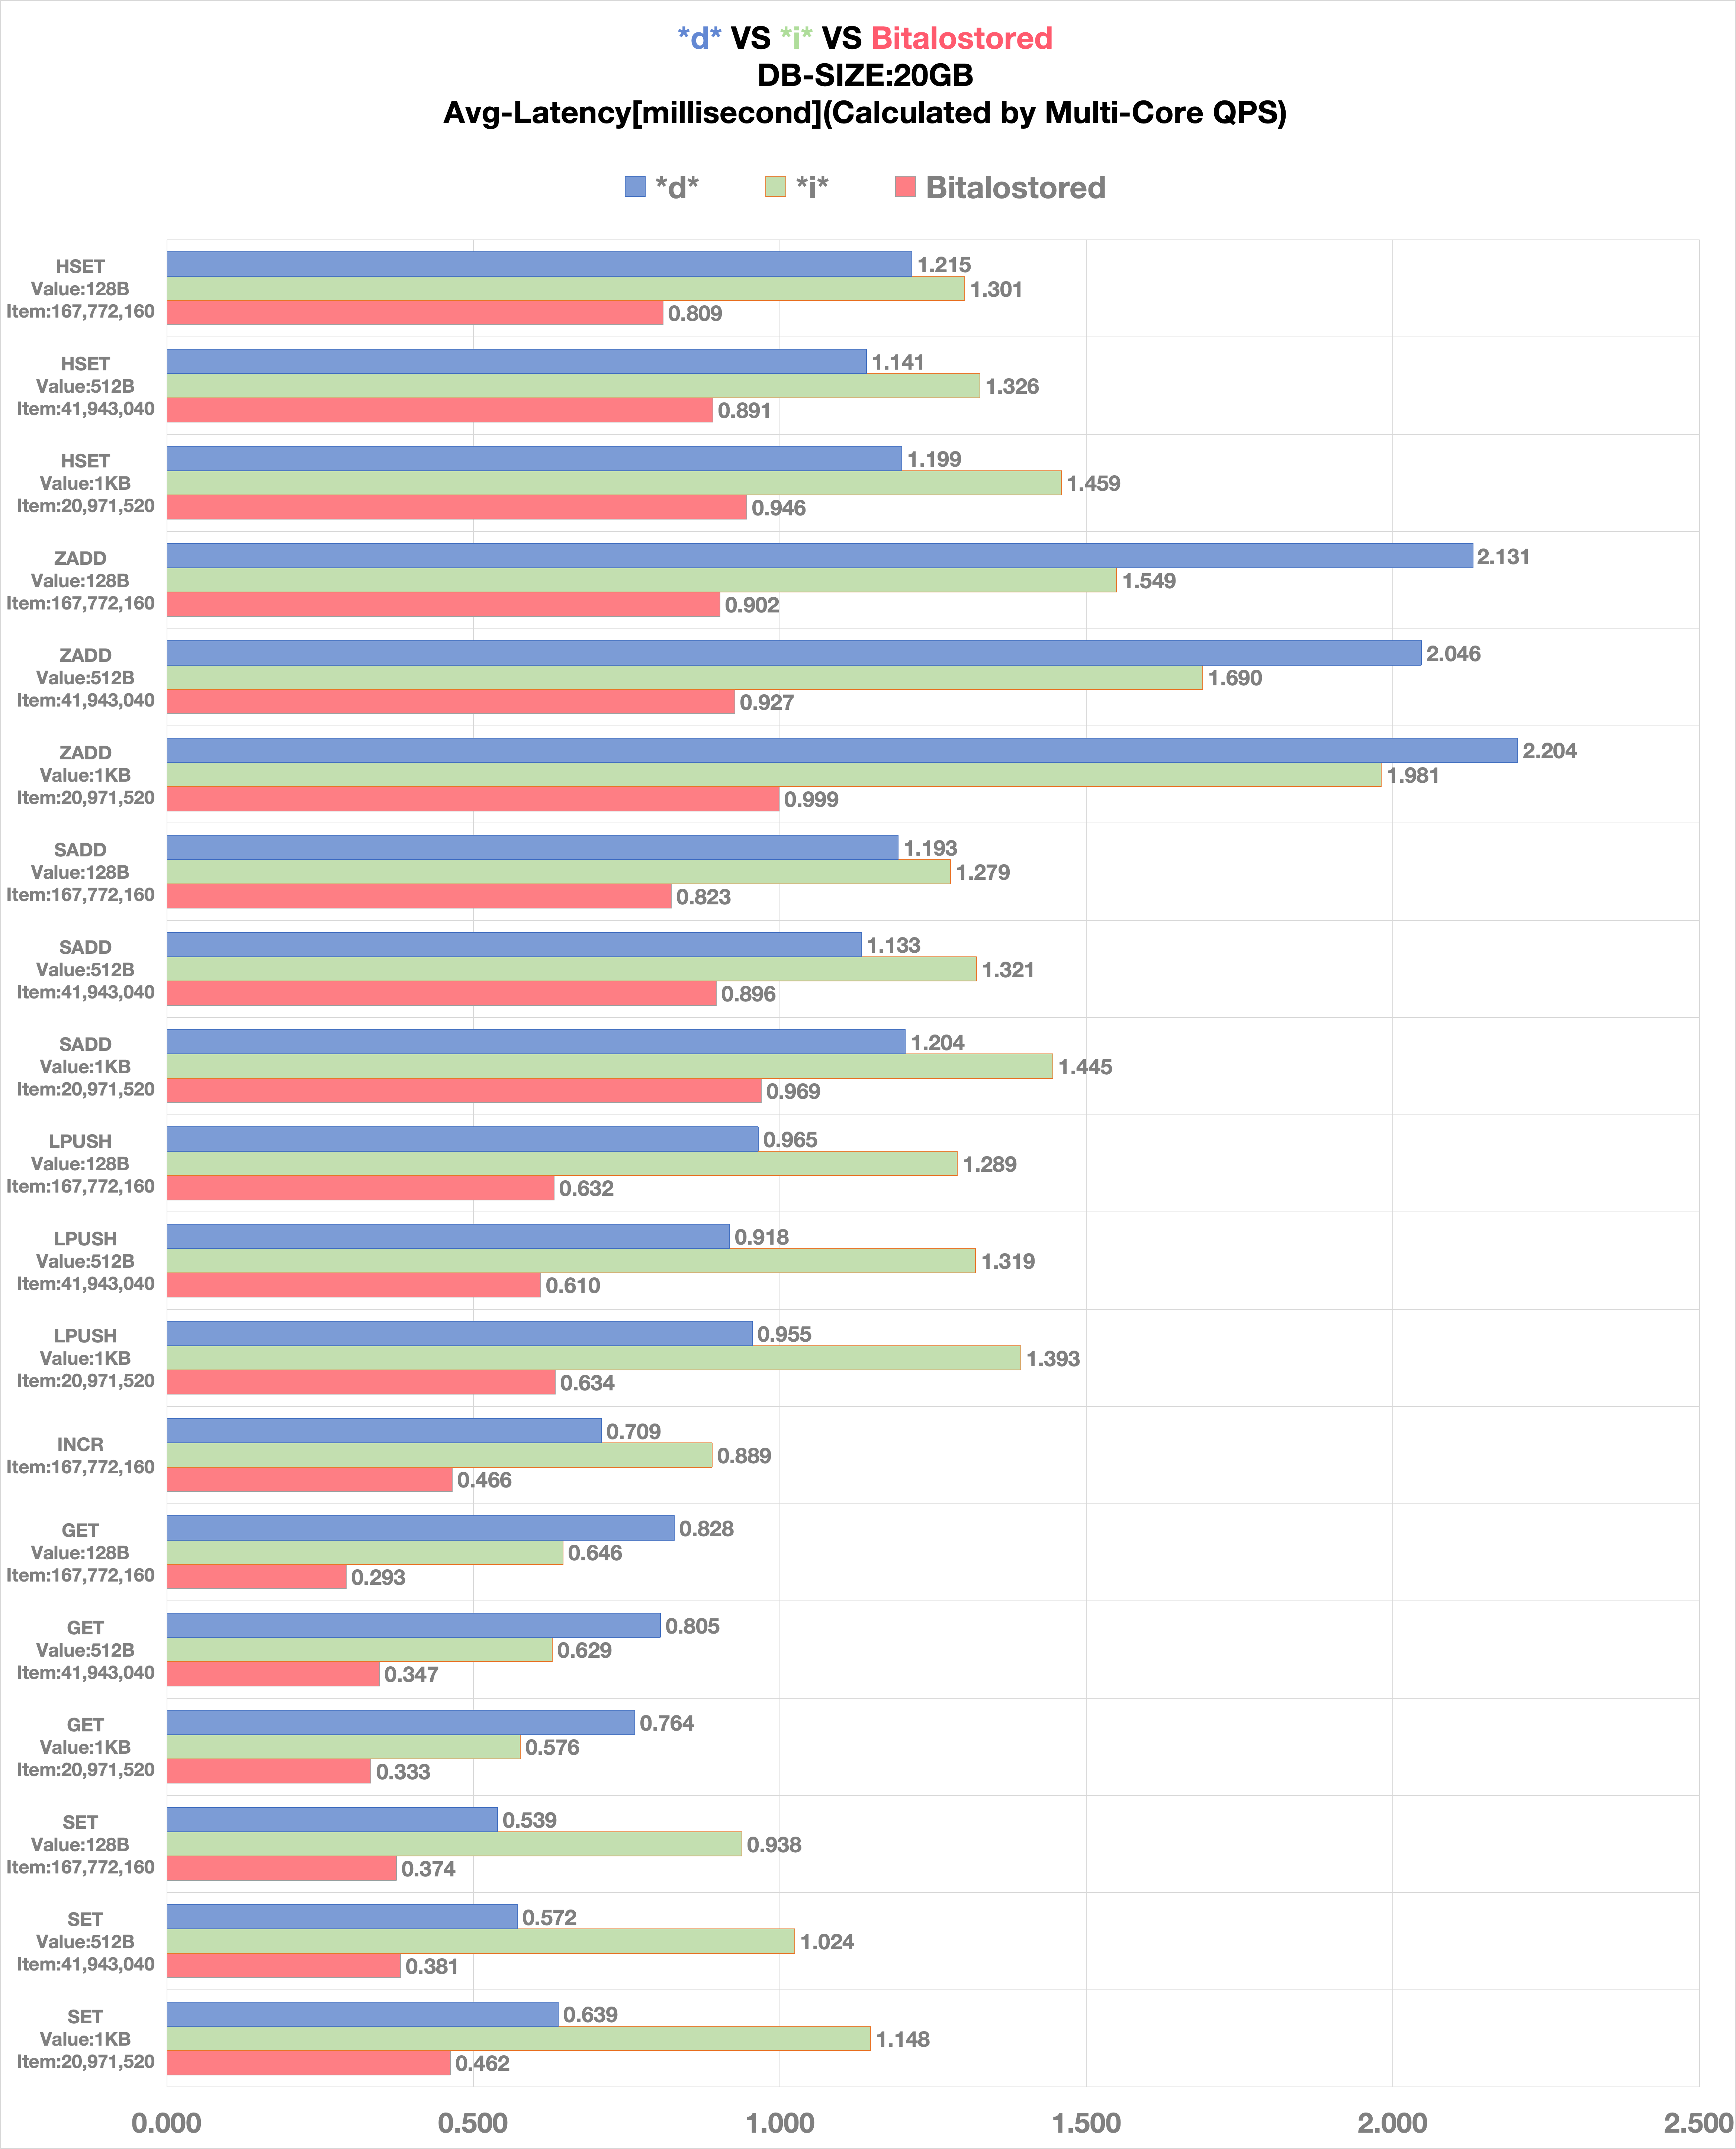 *d* VS *i* VS Bitalostored
DB-SIZE:20GB
Avg-Latency[millisecond](Calculated by Multi-Core QPS)
*d* *i* Bitalostored
HSET
Value:128B
Item:167,772,160
1.215
1.301
0.809
HSET
Value:512B
Item:41,943,040
1.141
1.326
0.891
HSET
Value:1KB
Item:20,971,520
1.199
1.459
0.946
ZADD
Value:128B
Item:167,772,160
2.131
1.549
0.902
ZADD
Value:512B
Item:41,943,040
2.046
1.690
0.927
ZADD
Value:1KB
Item:20,971,520
2.204
1.981
0.999
SADD
Value:128B
Item:167,772,160
1.193
1.279
0.823
SADD
Value:512B
Item:41,943,040
1.133
1.321
0.896
SADD
Value:1KB
Item:20,971,520
1.204
1.445
0.969
LPUSH
Value:128B
Item:167,772,160
0.965
1.289
0.632
LPUSH
Value:512B
Item:41,943,040
0.918
1.319
0.610
LPUSH
Value:1KB
Item:20,971,520
0.955
1.393
0.634
INCR
Item:167,772,160
0.709
0.889
0.466
GET
Value:128B
Item:167,772,160
0.828
0.646
0.293
GET
Value:512B
Item:41,943,040
0.805
0.629
0.347
GET
Value:1KB
Item:20,971,520
0.764
0.576
0.333
SET
Value:128B
Item:167,772,160
0.539
0.938
0.374
SET
Value:512B
Item:41,943,040
0.572
1.024
0.381
SET
Value:1KB
Item:20,971,520
0.639
1.148
0.462
0.000 0.500 1.000 1.500 2.000 2.500